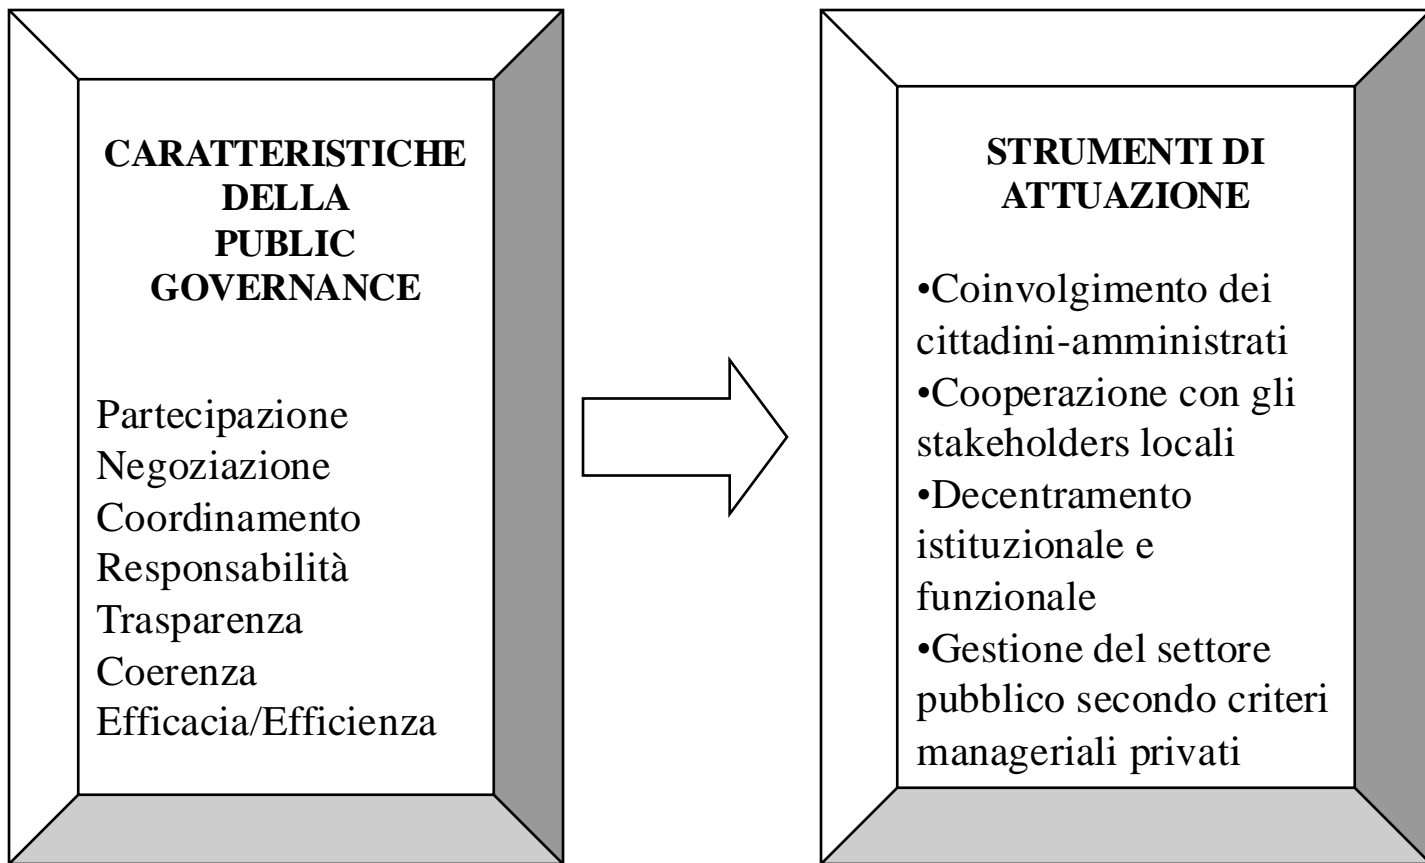 CARATTERISTICHE
DELLA
PUBLIC
GOVERNANCE
Partecipazione
Negoziazione
Coordinamento
Responsabilità
Trasparenza
Coerenza
Efficacia/Efficienza
STRUMENTI DI
ATTUAZIONE
•Coinvolgimento dei
cittadini-amministrati
•Cooperazione con gli
stakeholders locali
•Decentramento
istituzionale e
funzionale
•Gestione del settore
pubblico secondo criteri
manageriali privati